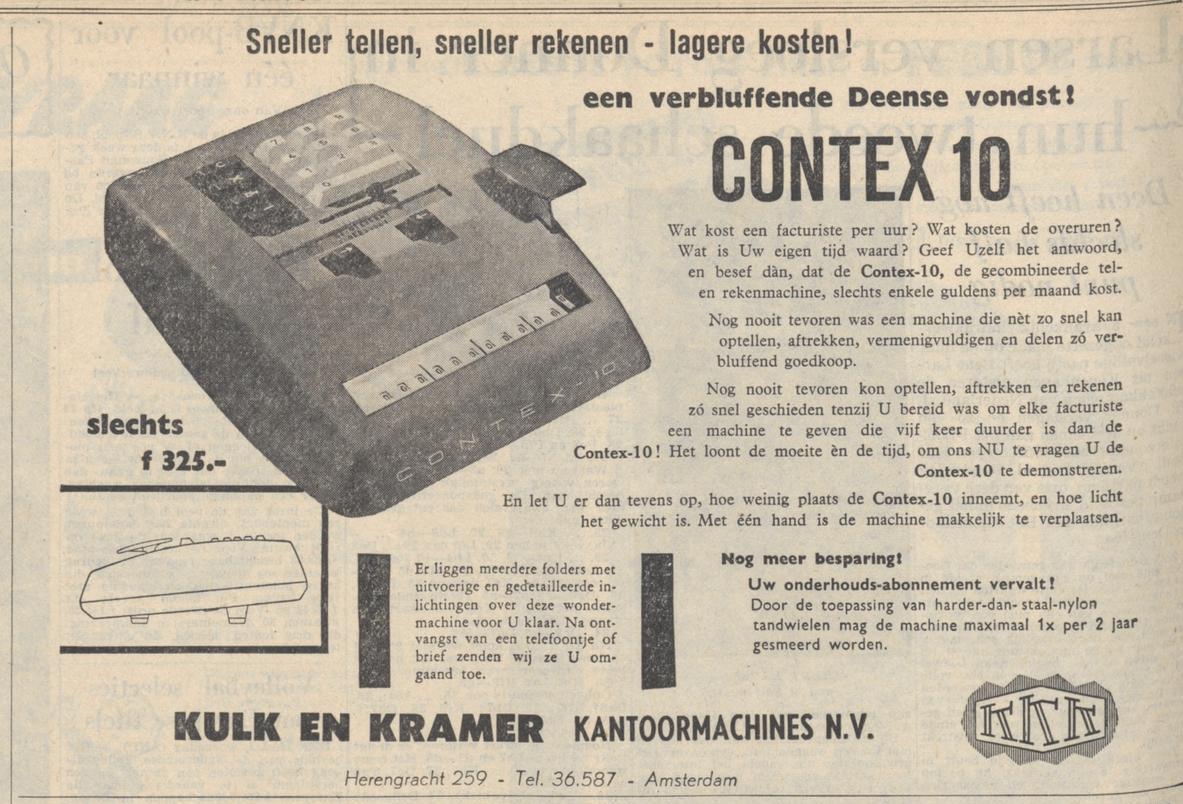 Sneller tellen, sneller rekenen - lagere kosten!
een verbluffende Deense vondst!
CONTEX 10
Wat kost een facturiste per uur? Wat kosten de overuren?
Wat is Uw eigen tijd waard? Geef Uzelf het antwoord,
en besef dàn, dat de Contex-10, de gecombineerde tel-
en rekenmachine, slechts enkele guldens per maand kost.
Nog nooit tevoren was een machine die nèt zo snel kan
optellen, aftrekken, vermenigvuldigen en delen zó ver-
bluffend goedkoop.
Nog nooit tevoren kon optellen, aftrekken en rekenen
zó snel geschieden tenzij U bereid was om elke facturiste
een machine te geven die vijf keer duurder is dan de
Contex-10! Het loont de moeite èn de tijd, om ons NU te vragen U de
Contex-10 te demonstreren.
En let U er dan tevens op, hoe weinig plaats de Contex-10 inneemt, en hoe licht
het gewicht is. Met één hand is de machine makkelijk te verplaatsen.
CONTEX-10
slechts
f 325.-
Er liggen meerdere folders met
uitvoerige en gedetailleerde in-
lichtingen over deze wonder-
machine voor U klaar. Na ont-
vangst van een telefoontje of
brief zenden wij ze U om-
gaand toe.
Nog meer besparing!
Uw onderhouds-abonnement vervalt!
Door de toepassing van harder-dan-staal-nylon
tandwielen mag de machine maximaal 1x per 2 jaar
gesmeerd worden.
KULK EN KRAMER KANTOORMACHINES N.V.
KKK
Herengracht 259 - Tel. 36.587 - Amsterdam